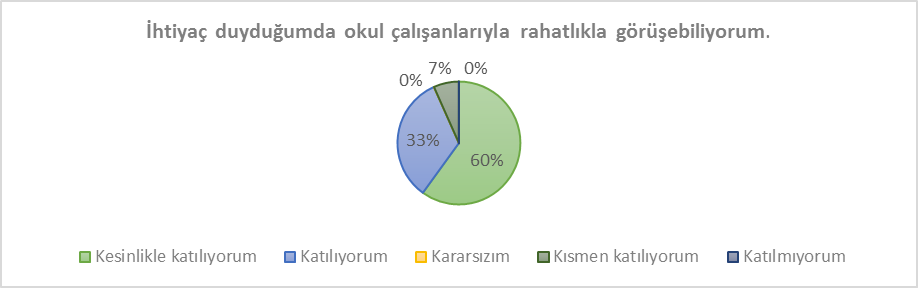 İhtiyaç duyduğumda okul çalışanlarıyla rahatlıkla görüşebiliyorum.
0% 7% 0%
33%
60%
Kesinlikle katılıyorum Katılıyorum Kararsızım Kısmen katılıyorum Katılmıyorum